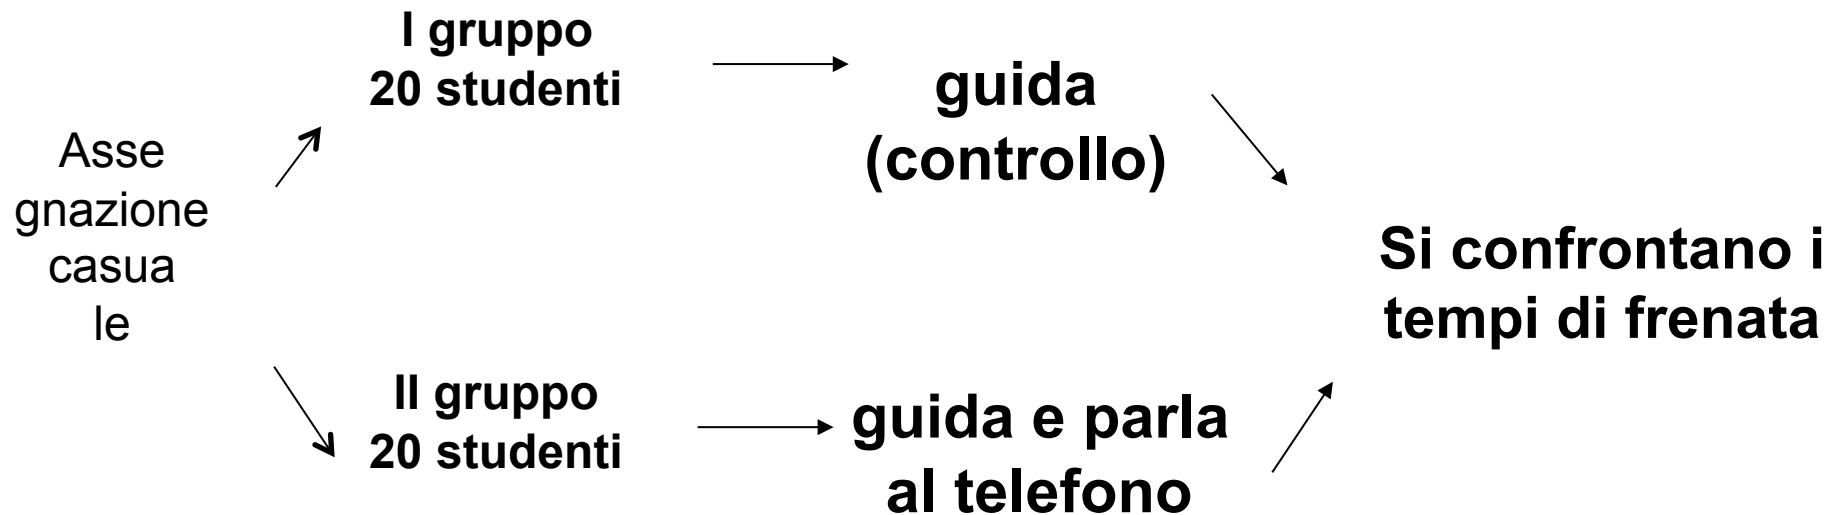 I gruppo
20 studenti
guida
(controllo)
Asse
gnazione
casua
le
Si confrontano i
tempi di frenata
II gruppo
20 studenti
guida e parla
al telefono